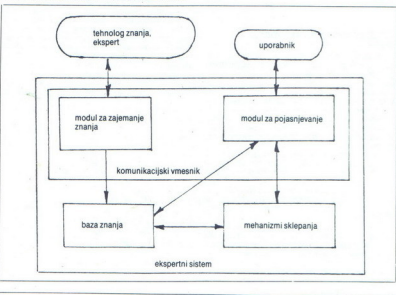 tehnolog znanja,
ekspert
uporabnik
modul za zajemanje
znanja
modul za pojasnjevanje
komunikacijski vmesnik
baza znanja
mehanizmi sklepanja
ekspertni sistem